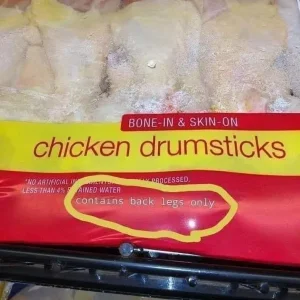 BONE-IN & SKIN-ON
chicken drumsticks
*NO ARTIFICIAL PROCESSED.
LESS THAN 4% WATER
contains back legs only